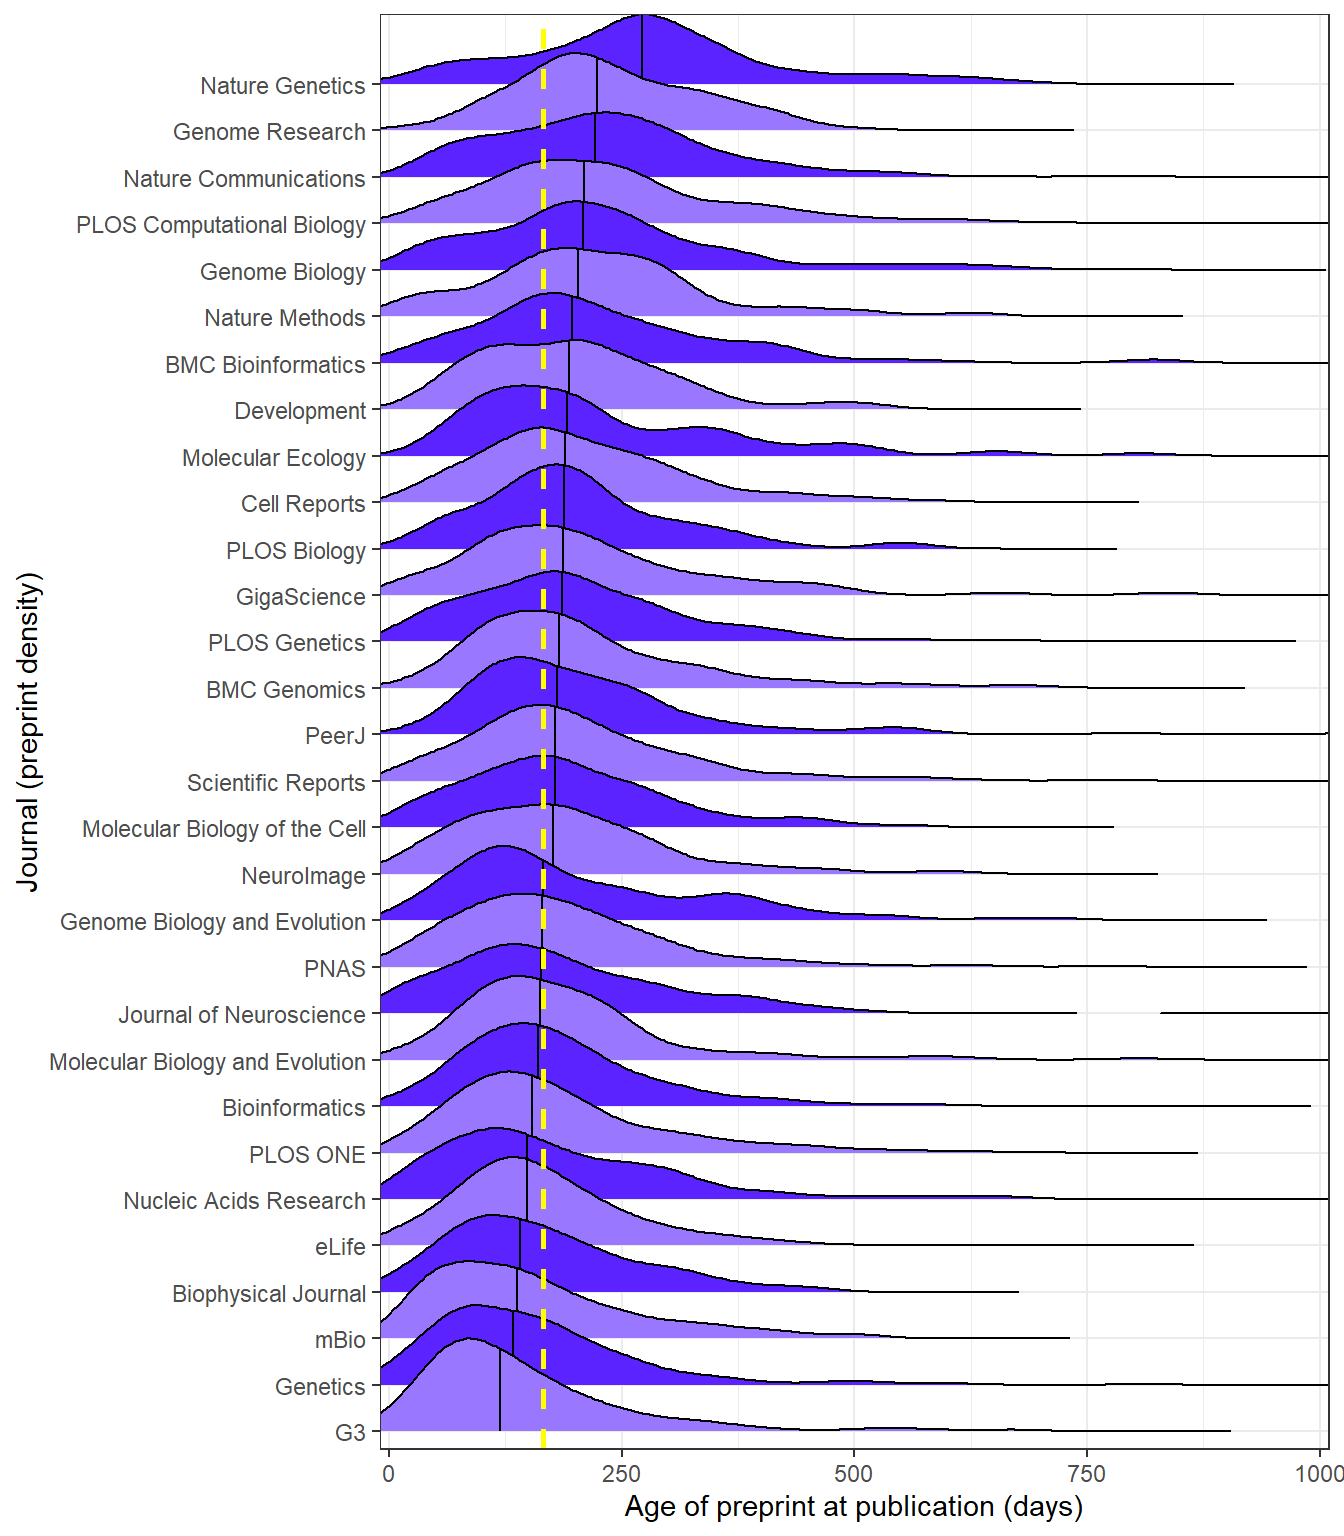 Nature Genetics
Genome Research
Nature Communications
PLOS Computational Biology
Genome Biology
Nature Methods
BMC Bioinformatics
Development
Molecular Ecology
Cell Reports
PLOS Biology
GigaScience
PLOS Genetics
BMC Genomics
PeerJ
Scientific Reports
Molecular Biology of the Cell
NeuroImage
Genome Biology and Evolution
PNAS
Journal of Neuroscience
Molecular Biology and Evolution
Bioinformatics
PLOS ONE
Nucleic Acids Research
eLife
Biophysical Journal
mBio
Genetics
G3
Journal (preprint density)
0 250 500 750 1000
Age of preprint at publication (days)